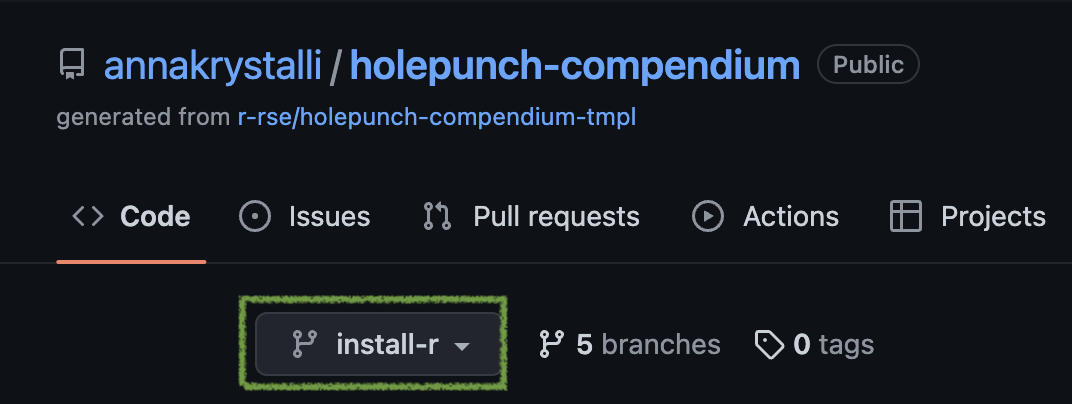 annakrystalli / holepunch-compendium Public
generated from r-rse/holepunch-compendium-tmpl
Code Issues Pull requests Actions Projects
install-r 5 branches 0 tags